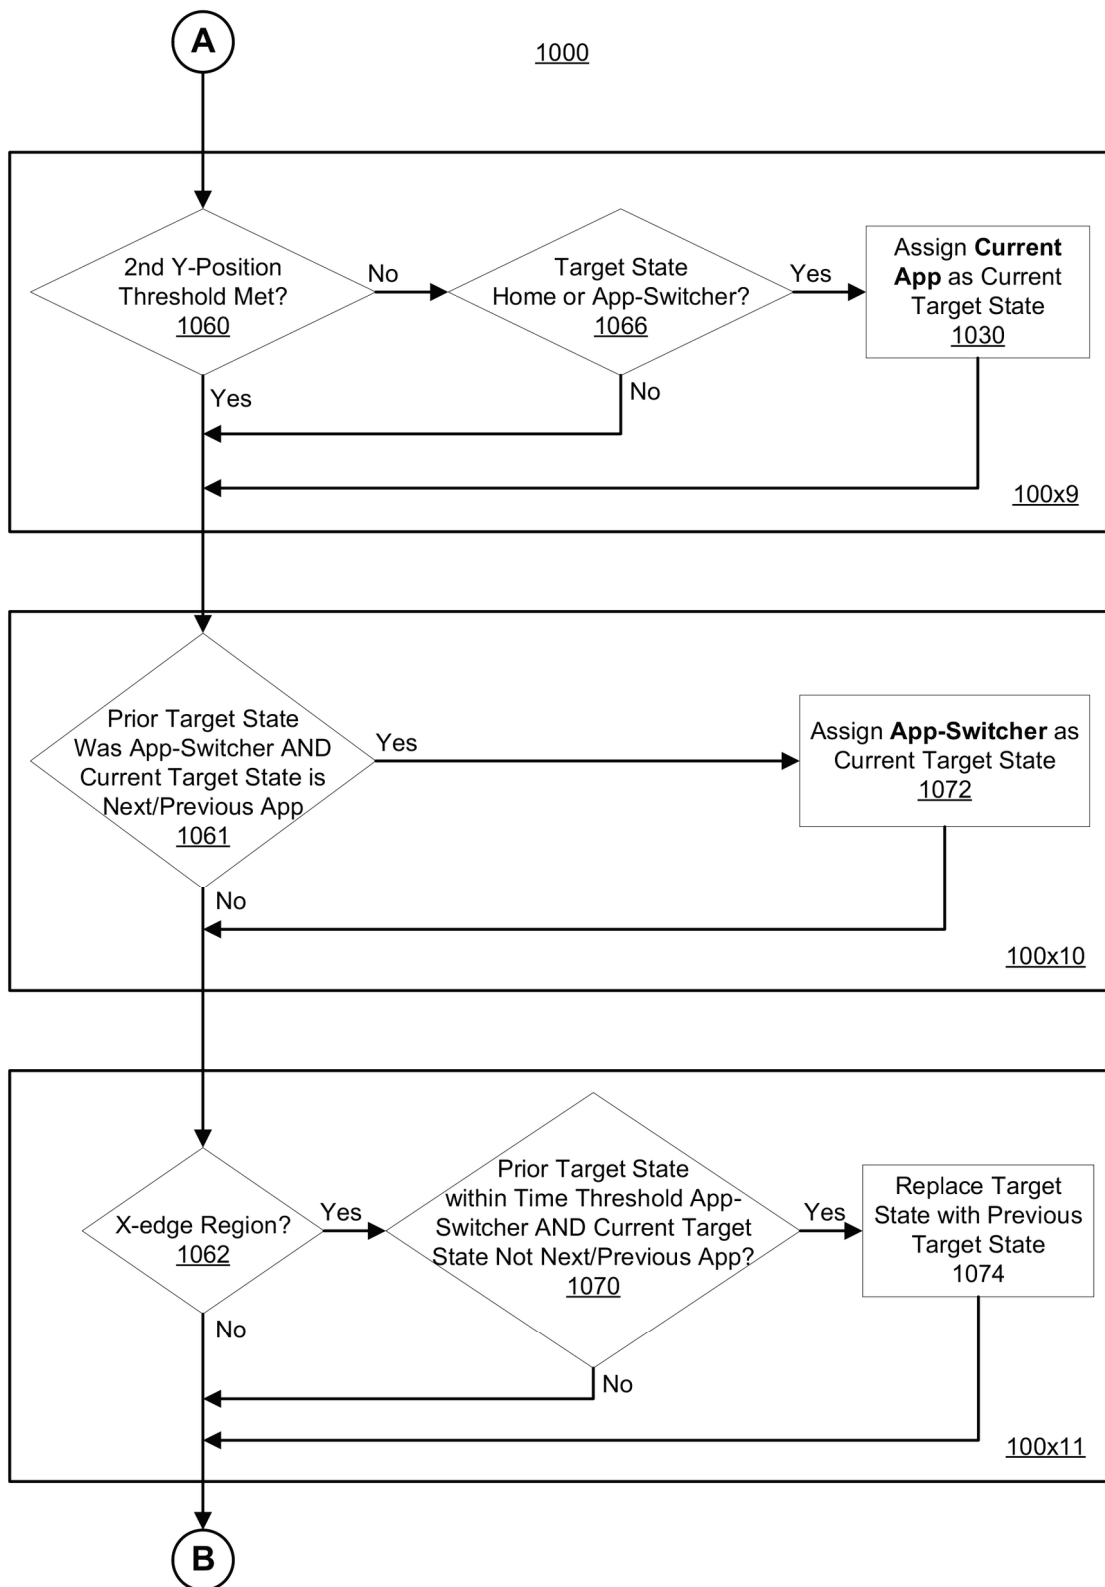 A
1000
2nd Y-Position
Threshold Met?
1060
No
Yes
Target State
Home or App-Switcher?
1066
Yes
No
Assign Current
App as Current
Target State
1030
100x9
Prior Target State
Was App-Switcher AND
Current Target State is
Next/Previous App
1061
Yes
No
Assign App-Switcher as
Current Target State
1072
100x10
X-edge Region?
1062
Yes
No
Prior Target State
within Time Threshold App-
Switcher AND Current Target
State Not Next/Previous App?
1070
Yes
No
Replace Target
State with Previous
Target State
1074
100x11
B